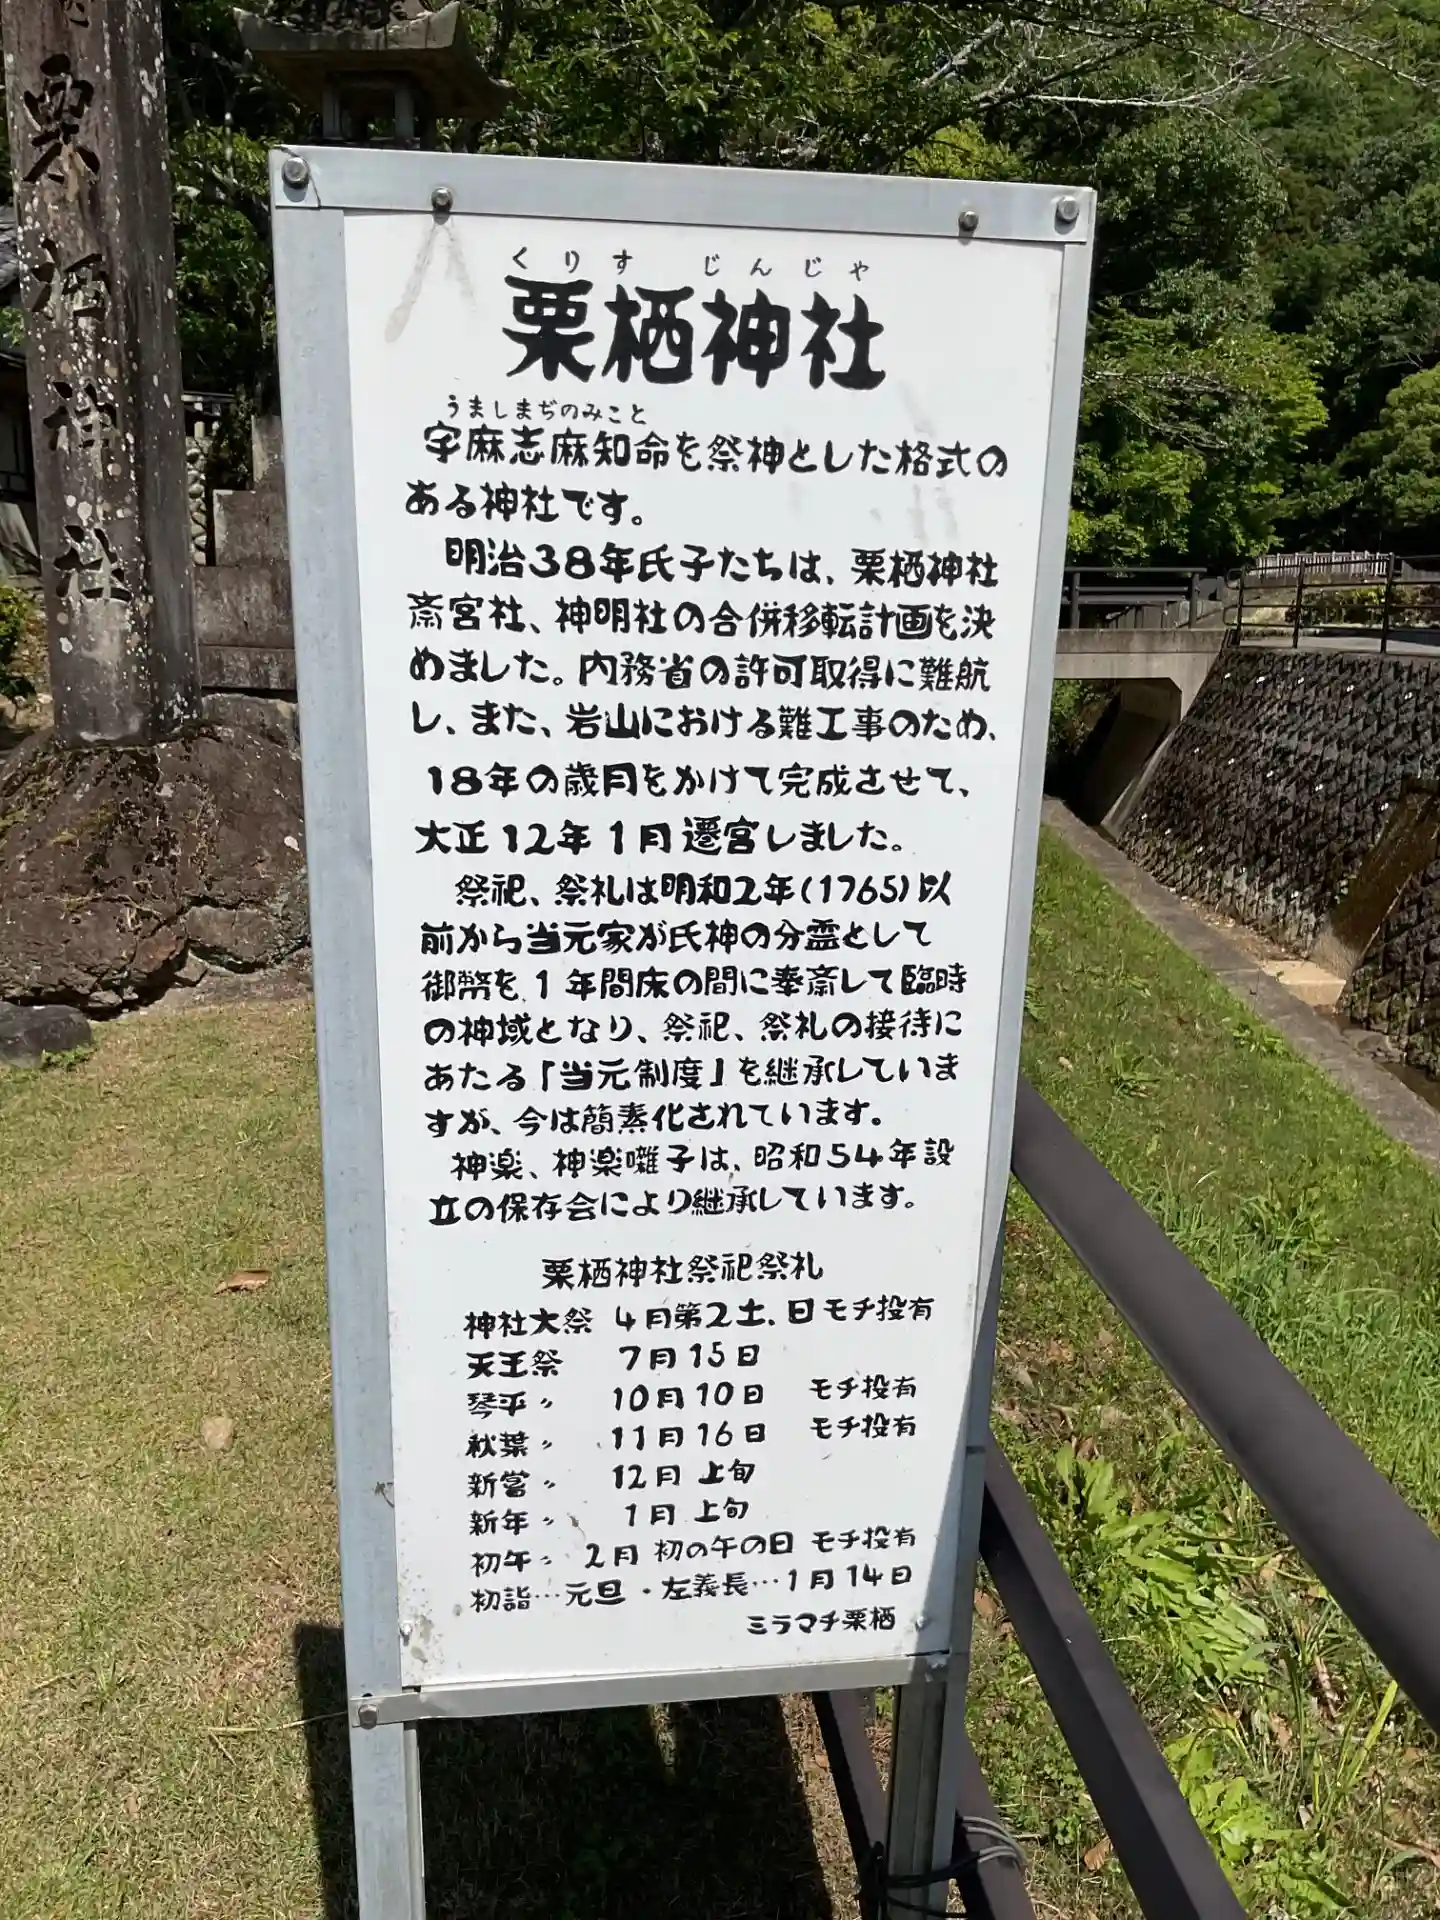 栗栖神社
くりす じんじゃ
栗栖神社
うましまぢのみこと
宇麻志麻知命を祭神とした格式の
ある神社です。
明治38年氏子たちは、栗栖神社
斎宮社、神明社の合併移転計画を決
めました。内務省の許可取得に難航
し、また、岩山における難工事のため、
18年の歳月をかけて完成させて、
大正12年1月遷宮しました。
祭祀、祭礼は明和2年(1765)以
前から当元家が氏神の分霊として
御幣を1年間床の間に奉斎して臨時
の神域となり、祭祀、祭礼の接待に
あたる「当元制度」を継承していま
すが、今は簡素化されています。
神楽、神楽囃子は、昭和54年設
立の保存会により継承しています。
栗栖神社祭祀祭礼
神社大祭 4月第2土.日モチ投有
天王祭 7月15日
琴平〃 10月10日 モチ投有
秋葉〃 11月16日 モチ投有
新嘗〃 12月上旬
新年〃 1月上旬
初午〃 2月初の午の日 モチ投有
初詣…元旦・左義長…1月14日
ミラマチ栗栖